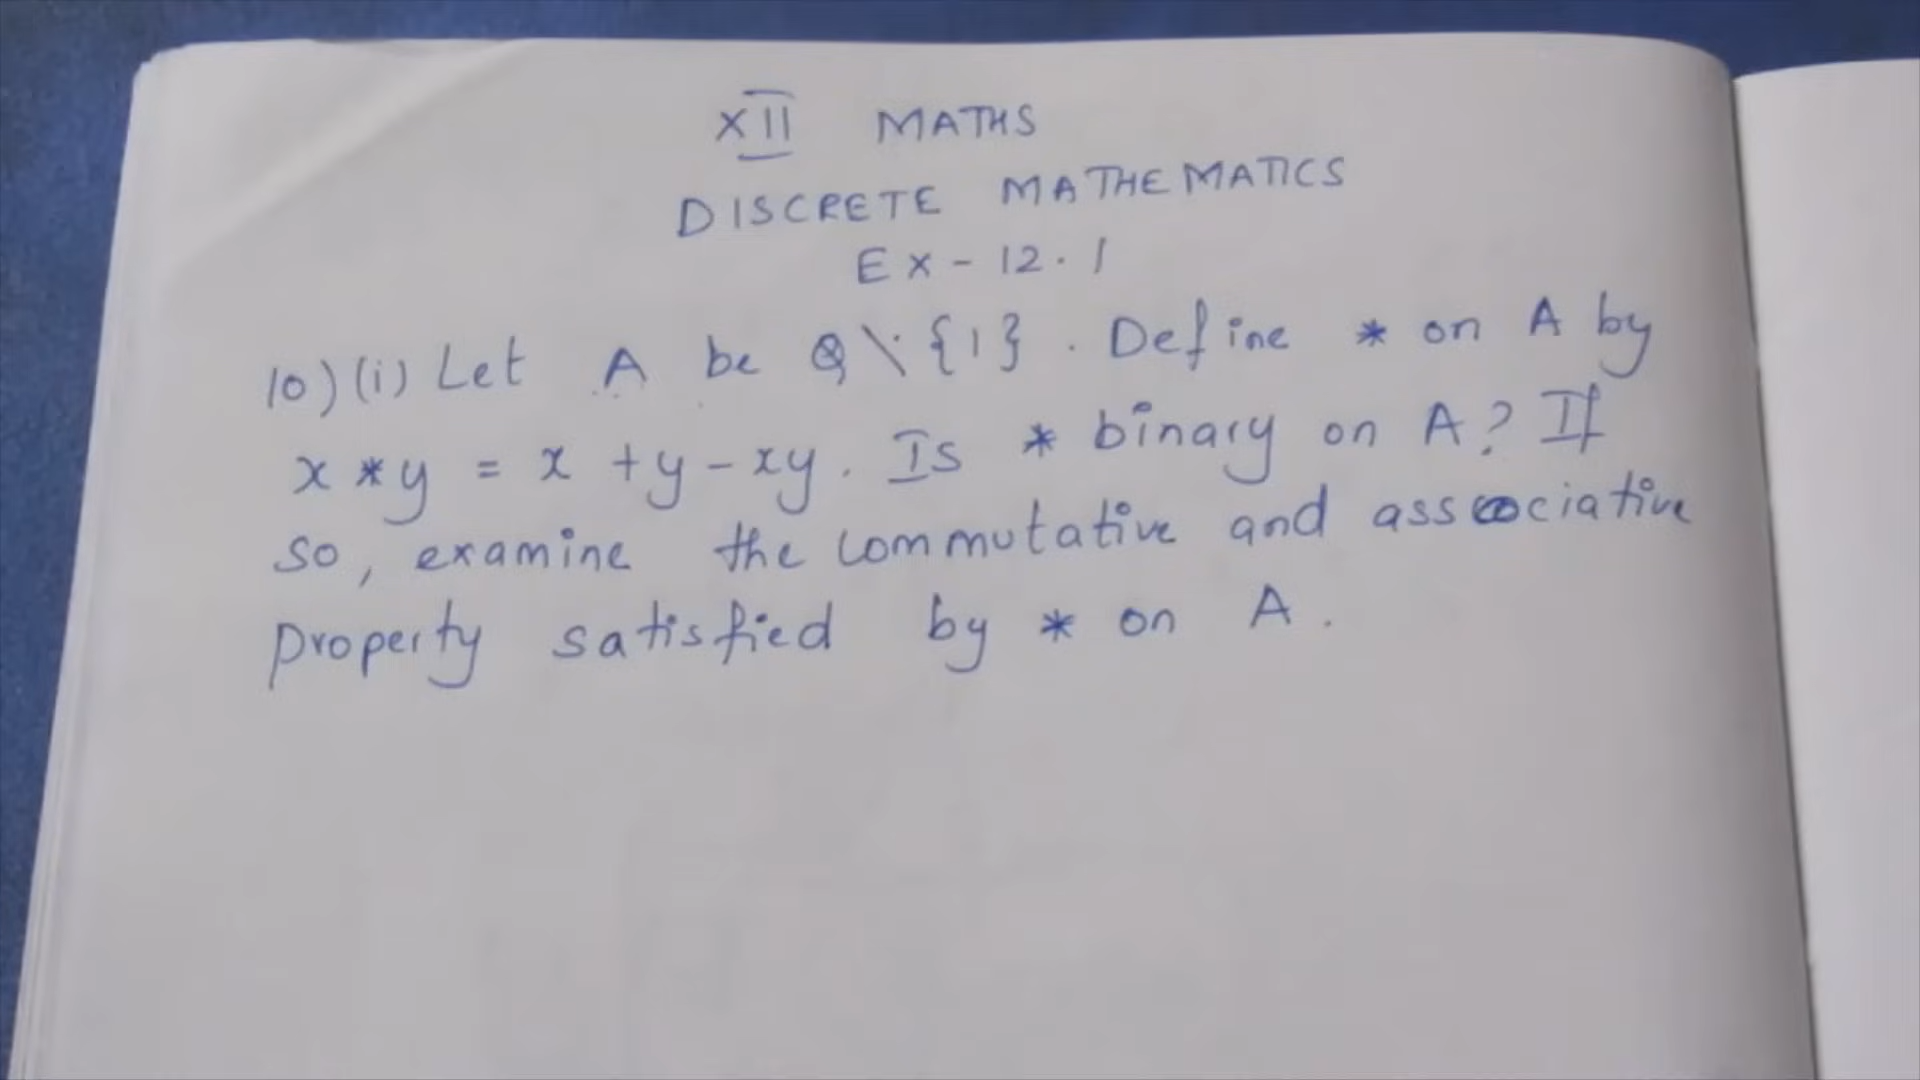 XII MATHS
DISCRETE MATHEMATICS
Ex - 12.1
10) (i) Let A be Q \ {1}. Define * on A by
x * y = x + y - xy. Is * binary on A? If
so, examine the commutative and associative
property satisfied by * on A.